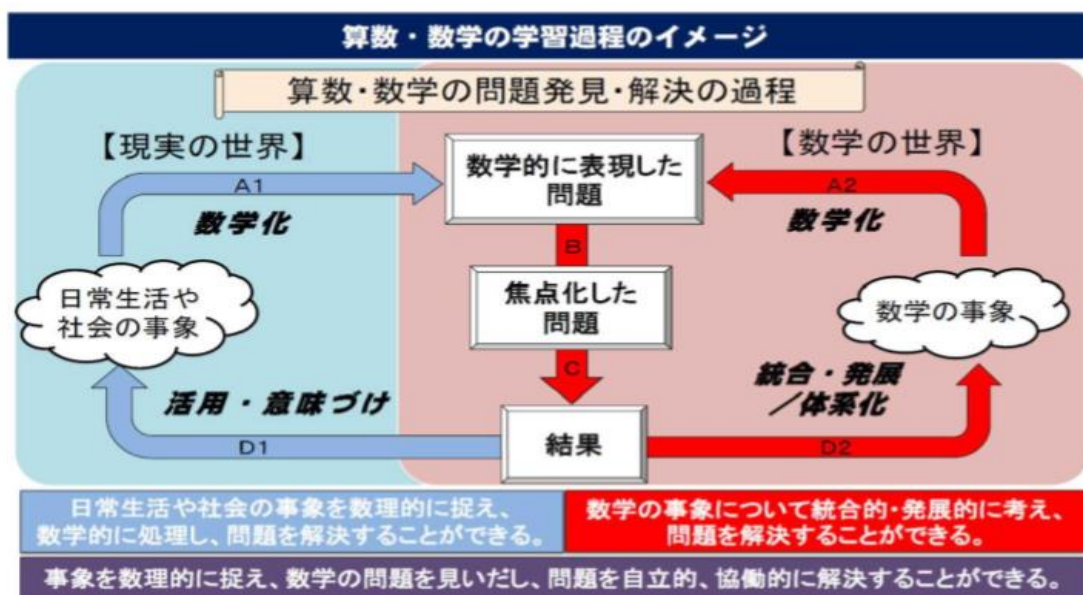 算数・数学の学習過程のイメージ
算数・数学の問題発見・解決の過程
【現実の世界】
【数学の世界】
数学的に表現した
問題
A1
A2
数学化
数学化
B
日常生活や
社会の事象
焦点化した
問題
数学の事象
C
活用・意味づけ
統合・発展
／体系化
結果
D1
D2
日常生活や社会の事象を数理的に捉え、
数学的に処理し、問題を解決することができる。
数学の事象について統合的・発展的に考え、
問題を解決することができる。
事象を数理的に捉え、数学の問題を見いだし、問題を自立的、協働的に解決することができる。